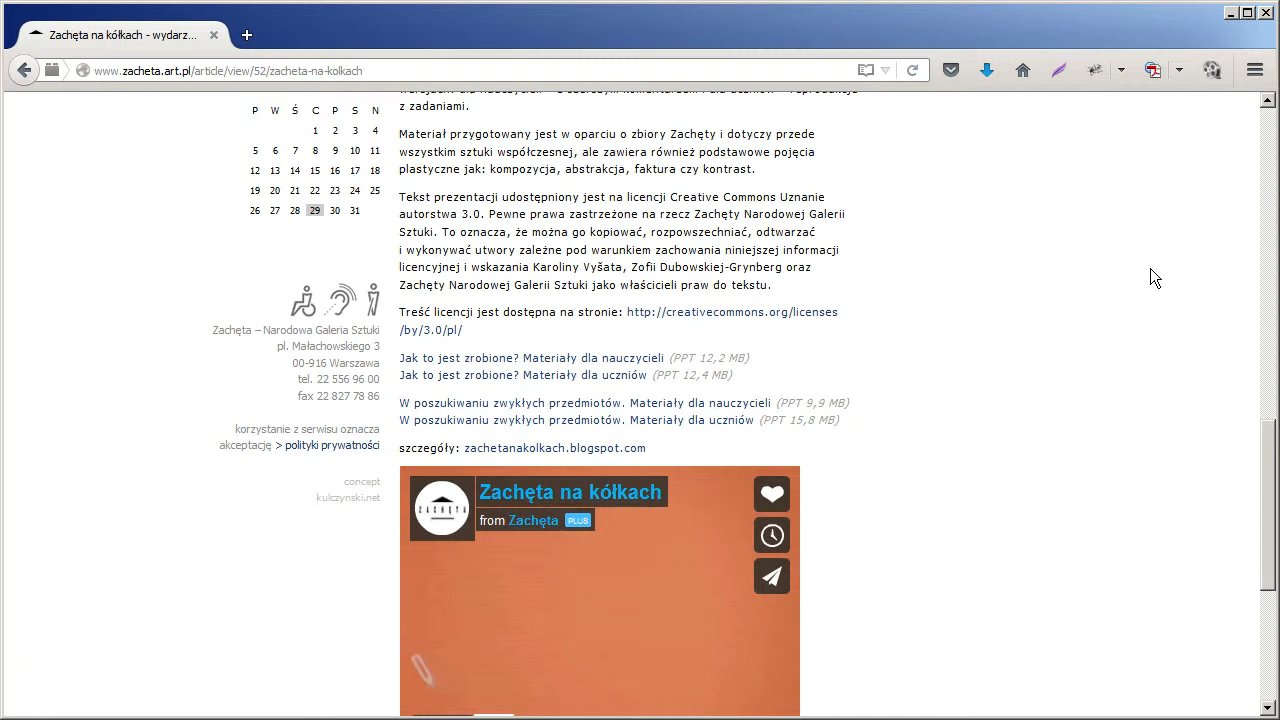 Zachęta na kółkach - wydarz...
www.zacheta.art.pl/article/view/52/zacheta-na-kolkach
P W Ś C P S N
1 2 3 4
5 6 7 8 9 10 11
12 13 14 15 16 17 18
19 20 21 22 23 24 25
26 27 28 29 30 31
Zachęta – Narodowa Galeria Sztuki
pl. Małachowskiego 3
00-916 Warszawa
tel. 22 556 96 00
fax 22 827 78 86
korzystanie z serwisu oznacza
akceptację > polityki prywatności
concept
kulczynski.net
z zadaniami.
Materiał przygotowany jest w oparciu o zbiory Zachęty i dotyczy przede
wszystkim sztuki współczesnej, ale zawiera również podstawowe pojęcia
plastyczne jak: kompozycja, abstrakcja, faktura czy kontrast.
Tekst prezentacji udostępniony jest na licencji Creative Commons Uznanie
autorstwa 3.0. Pewne prawa zastrzeżone na rzecz Zachęty Narodowej Galerii
Sztuki. To oznacza, że można go kopiować, rozpowszechniać, odtwarzać
i wykonywać utwory zależne pod warunkiem zachowania niniejszej informacji
licencyjnej i wskazania Karoliny Vyšata, Zofii Dubowskiej-Grynberg oraz
Zachęty Narodowej Galerii Sztuki jako właścicieli praw do tekstu.
Treść licencji jest dostępna na stronie: http://creativecommons.org/licenses
/by/3.0/pl/
Jak to jest zrobione? Materiały dla nauczycieli (PPT 12,2 MB)
Jak to jest zrobione? Materiały dla uczniów (PPT 12,4 MB)
W poszukiwaniu zwykłych przedmiotów. Materiały dla nauczycieli (PPT 9,9 MB)
W poszukiwaniu zwykłych przedmiotów. Materiały dla uczniów (PPT 15,8 MB)
szczegóły: zachetanakolkach.blogspot.com
ZACHĘTA
Zachęta na kółkach
from Zachęta PLUS